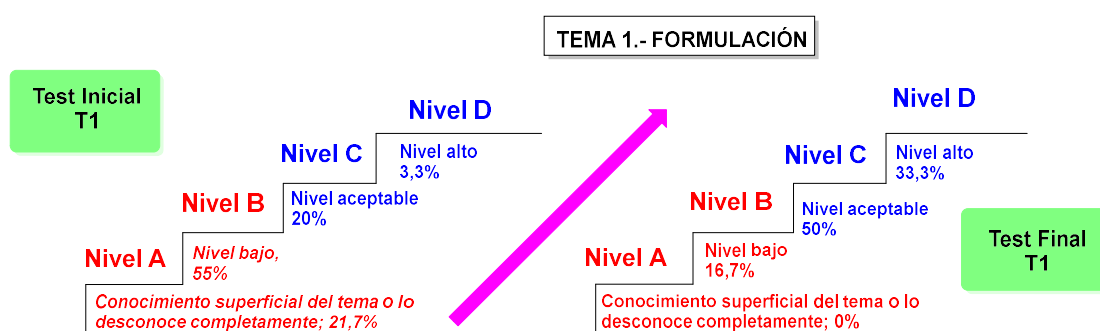 TEMA 1.- FORMULACIÓN
Test Inicial
T1
Nivel D
Nivel alto
3,3%
Nivel C
Nivel aceptable
20%
Nivel B
Nivel bajo,
55%
Nivel A
Conocimiento superficial del tema o lo
desconoce completamente; 21,7%
Nivel D
Nivel alto
33,3%
Nivel C
Nivel aceptable
50%
Nivel B
Nivel bajo
16,7%
Nivel A
Conocimiento superficial del tema o lo
desconoce completamente; 0%
Test Final
T1